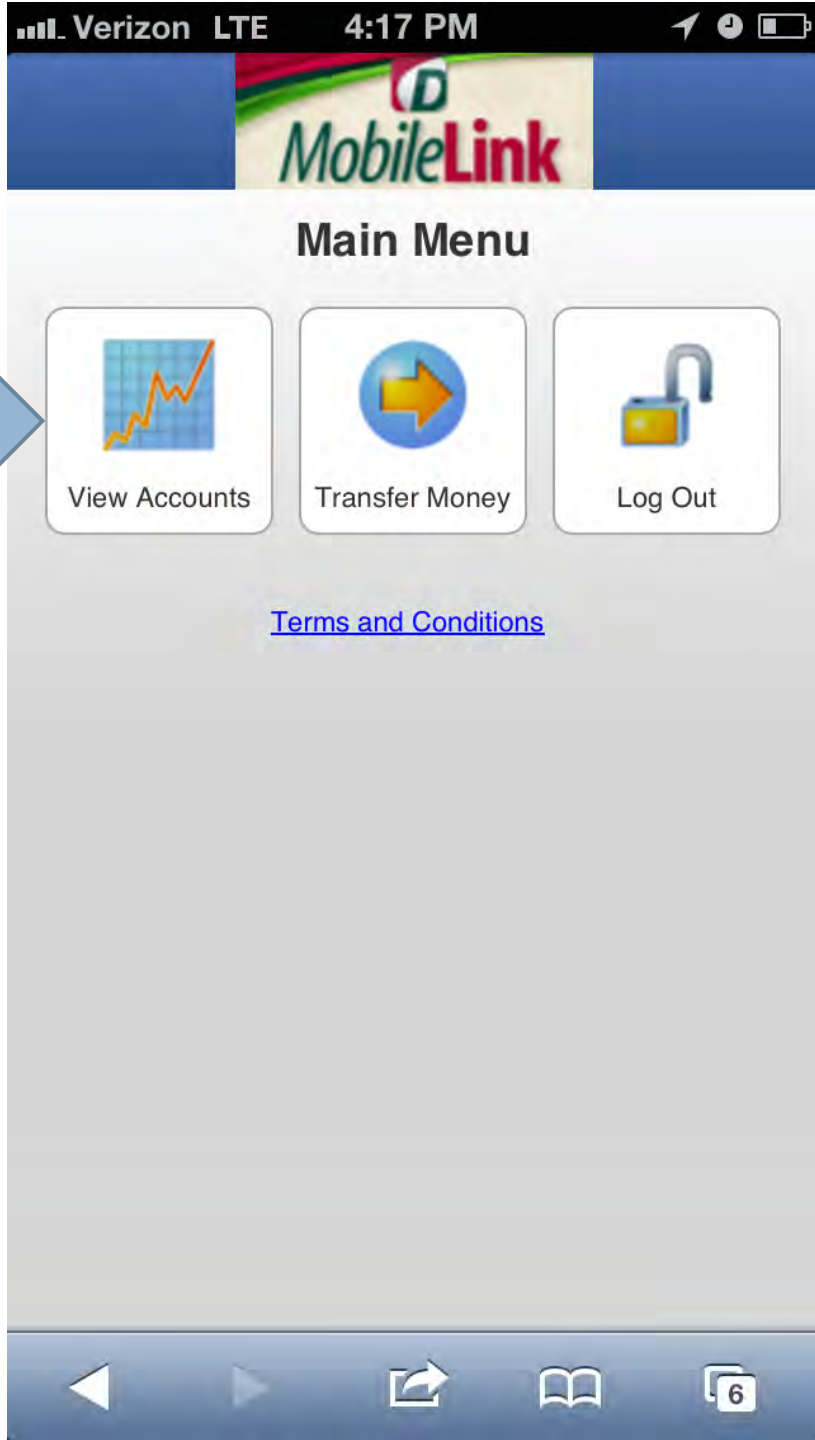 Verizon LTE 4:17 PM
D
MobileLink
Main Menu
View Accounts Transfer Money Log Out
Terms and Conditions
6